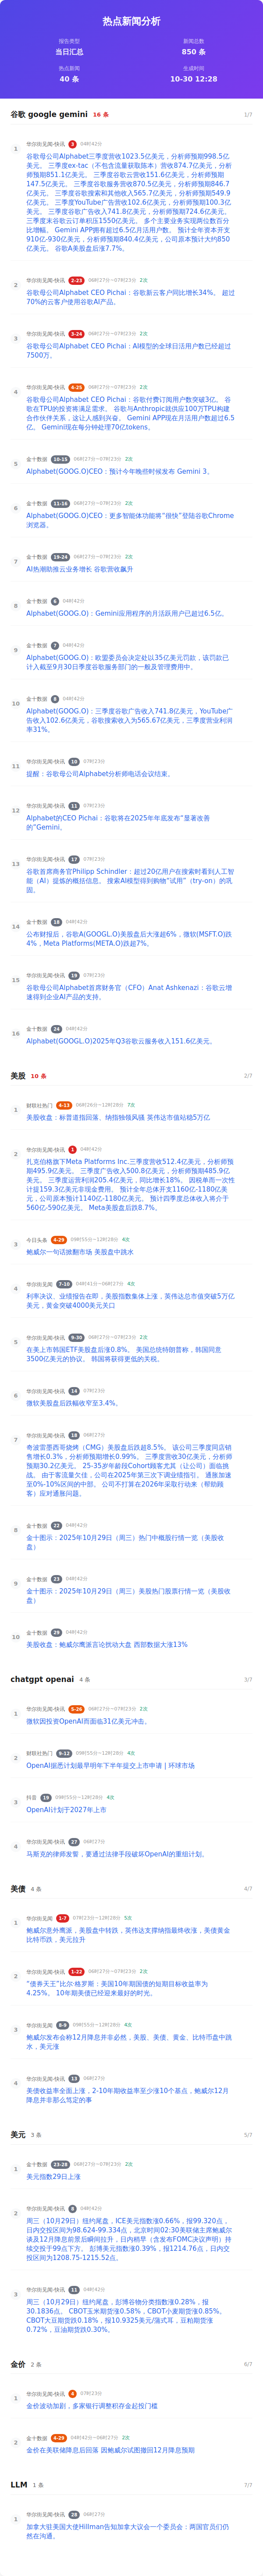 热点新闻分析
报告类型
新闻总数
当日汇总
850 条
热点新闻
生成时间
40 条
10-30 12:28
谷歌 google gemini 16 条
1/7
1
华尔街见闻-快讯 3 04时42分
谷歌母公司Alphabet三季度营收1023.5亿美元，分析师预期998.5亿
美元。 三季度ex-tac（不包含流量获取成本）营收874.7亿美元，分析
师预期851.1亿美元。 三季度谷歌云营收151.6亿美元，分析师预期
147.5亿美元。 三季度谷歌服务营收870.5亿美元，分析师预期846.7
亿美元。 三季度谷歌搜索和其他收入565.7亿美元，分析师预期549.9
亿美元。 三季度YouTube广告营收102.6亿美元，分析师预期100.3亿
美元。 三季度谷歌广告收入741.8亿美元，分析师预期724.6亿美元。
三季度末谷歌云订单积压1550亿美元。 多个主要业务实现两位数百分
比增幅。 Gemini APP拥有超过6.5亿月活用户数。 预计全年资本开支
910亿-930亿美元，分析师预期840.4亿美元，公司原本预计大约850
亿美元。 谷歌A美股盘后涨7.7%。
2
华尔街见闻-快讯 2-23 06时27分~07时23分 2次
谷歌母公司Alphabet CEO Pichai：谷歌新云客户同比增长34%。 超过
70%的云客户使用谷歌AI产品。
3
华尔街见闻-快讯 3-24 06时27分~07时23分 2次
谷歌母公司Alphabet CEO Pichai：AI模型的全球日活用户数已经超过
7500万。
4
华尔街见闻-快讯 4-25 06时27分~07时23分 2次
谷歌母公司Alphabet CEO Pichai：谷歌付费订阅用户数突破3亿。 谷
歌在TPU的投资将满足需求。 谷歌与Anthropic就供应100万TPU构建
合作伙伴关系，这让人感到兴奋。 Gemini APP现在月活用户超过6.5
亿。 Gemini现在每分钟处理70亿tokens。
5
金十数据 10-15 06时27分~07时23分 2次
Alphabet(GOOG.O)CEO：预计今年晚些时候发布 Gemini 3。
6
金十数据 11-16 06时27分~07时23分 2次
Alphabet(GOOG.O)CEO：更多智能体功能将“很快”登陆谷歌Chrome
浏览器。
7
金十数据 19-24 06时27分~07时23分 2次
AI热潮助推云业务增长 谷歌营收飙升
8
金十数据 6 04时42分
Alphabet(GOOG.O)：Gemini应用程序的月活跃用户已超过6.5亿。
9
金十数据 7 04时42分
Alphabet(GOOG.O)：欧盟委员会决定处以35亿美元罚款，该罚款已
计入截至9月30日季度谷歌服务部门的一般及管理费用中。
10
金十数据 8 04时42分
Alphabet(GOOG.O)：三季度谷歌广告收入741.8亿美元，YouTube广
告收入102.6亿美元，谷歌搜索收入为565.67亿美元，三季度营业利润
率31%。
11
华尔街见闻-快讯 10 07时23分
提醒：谷歌母公司Alphabet分析师电话会议结束。
12
华尔街见闻-快讯 11 07时23分
Alphabet的CEO Pichai：谷歌将在2025年年底发布“显著改善
的”Gemini。
13
华尔街见闻-快讯 17 07时23分
谷歌首席商务官Philipp Schindler：超过20亿用户在搜索时看到人工智
能（AI）提炼的概括信息。 搜索AI模型得到购物“试用”（try-on）的巩
固。
14
金十数据 18 04时42分
公布财报后，谷歌A(GOOGL.O)美股盘后大涨超6%，微软(MSFT.O)跌
4%，Meta Platforms(META.O)跌超7%。
15
华尔街见闻-快讯 18 07时23分
谷歌母公司Alphabet首席财务官（CFO）Anat Ashkenazi：谷歌云增
速得到企业AI产品的支持。
16
金十数据 24 04时42分
Alphabet(GOOGL.O)2025年Q3谷歌云服务收入151.6亿美元。
美股 10 条
2/7
1
财联社热门 4-13 06时26分~12时28分 7次
美股收盘：标普道指回落、纳指独领风骚 英伟达市值站稳5万亿
2
华尔街见闻-快讯 1 04时42分
扎克伯格旗下Meta Platforms Inc.三季度营收512.4亿美元，分析师预
期495.9亿美元。 三季度广告收入500.8亿美元，分析师预期485.9亿
美元。 三季度运营利润205.4亿美元，同比增长18%。 因税单而一次性
计提159.3亿美元非现金费用。 预计全年总体开支1160亿-1180亿美
元，公司原本预计1140亿-1180亿美元。 预计四季度总体收入将介于
560亿-590亿美元。 Meta美股盘后跌8.7%。
3
今日头条 4-29 09时55分~12时28分 4次
鲍威尔一句话掀翻市场 美股盘中跳水
4
华尔街见闻 7-10 04时41分~06时27分 4次
利率决议、业绩报告在即，美股指数集体上涨，英伟达总市值突破5万亿
美元，黄金突破4000美元关口
5
华尔街见闻-快讯 9-30 06时27分~07时23分 2次
在美上市韩国ETF美股盘后涨0.8%。 美国总统特朗普称，韩国同意
3500亿美元的协议。 韩国将获得更低的关税。
6
华尔街见闻-快讯 14 07时23分
微软美股盘后跌幅收窄至3.4%。
7
华尔街见闻-快讯 18 06时27分
奇波雷墨西哥烧烤（CMG）美股盘后跌超8.5%。 该公司三季度同店销
售增长0.3%，分析师预期增长0.99%。 三季度营收30亿美元，分析师
预期30.2亿美元。 25-35岁年龄段Cohort顾客尤其（让公司）面临挑
战。 由于客流量欠佳，公司在2025年第三次下调业绩指引。 通胀加速
至0%-10%区间的中部。 公司不打算在2026年采取行动来（帮助顾
客）应对通胀问题。
8
金十数据 22 04时42分
金十图示：2025年10月29日（周三）热门中概股行情一览（美股收
盘）
9
金十数据 23 04时42分
金十图示：2025年10月29日（周三）美股热门股票行情一览（美股收
盘）
10
金十数据 29 04时42分
美股收盘：鲍威尔鹰派言论扰动大盘 西部数据大涨13%
chatgpt openai 4 条
3/7
1
华尔街见闻-快讯 5-26 06时27分~07时23分 2次
微软因投资OpenAI而面临31亿美元冲击。
2
财联社热门 9-12 09时55分~12时28分 4次
OpenAI据悉计划最早明年下半年提交上市申请 | 环球市场
3
抖音 19 09时55分~12时28分 4次
OpenAI计划于2027年上市
4
华尔街见闻-快讯 27 06时27分
马斯克的律师发誓，要通过法律手段破坏OpenAI的重组计划。
美债 4 条
4/7
1
华尔街见闻 1-7 07时23分~12时28分 5次
鲍威尔意外鹰派，美股盘中转跌，英伟达支撑纳指最终收涨，美债黄金
比特币跌，美元拉升
2
华尔街见闻-快讯 1-22 06时27分~07时23分 2次
“债券天王”比尔·格罗斯：美国10年期国债的短期目标收益率为
4.25%。 10年期美债已经迎来最好的时光。
3
华尔街见闻 8-8 09时55分~12时28分 4次
鲍威尔发布会称12月降息并非必然，美股、美债、黄金、比特币盘中跳
水，美元涨
4
华尔街见闻-快讯 19 06时27分
美债收益率全面上涨，2-10年期收益率至少涨10个基点，鲍威尔12月
降息并非那么笃定的事
美元 3 条
5/7
1
金十数据 23-28 06时27分~07时23分 2次
美元指数29日上涨
2
华尔街见闻-快讯 8 04时42分
周三（10月29日）纽约尾盘，ICE美元指数涨0.66%，报99.320点，
日内交投区间为98.624-99.334点，北京时间02:30美联储主席鲍威尔
谈及12月降息前景后瞬间拉升，日内稍早（含发布FOMC决议声明）持
续交投于99点下方。 彭博美元指数涨0.39%，报1214.76点，日内交
投区间为1208.75-1215.52点。
3
华尔街见闻-快讯 11 04时42分
周三（10月29日）纽约尾盘，彭博谷物分类指数涨0.28%，报
30.1836点。 CBOT玉米期货涨0.58%，CBOT小麦期货涨0.85%。
CBOT大豆期货跌0.18%，报10.9325美元/蒲式耳，豆粕期货涨
0.72%，豆油期货跌0.30%。
金价 2 条
6/7
1
华尔街见闻-快讯 4 07时23分
金价波动加剧，多家银行调整积存金起投门槛
2
金十数据 4-29 04时42分~06时27分 2次
金价在美联储降息后回落 因鲍威尔试图撤回12月降息预期
LLM 1 条
7/7
1
华尔街见闻-快讯 28 06时27分
加拿大驻美国大使Hillman告知加拿大议会一个委员会：两国官员们仍
然在沟通。